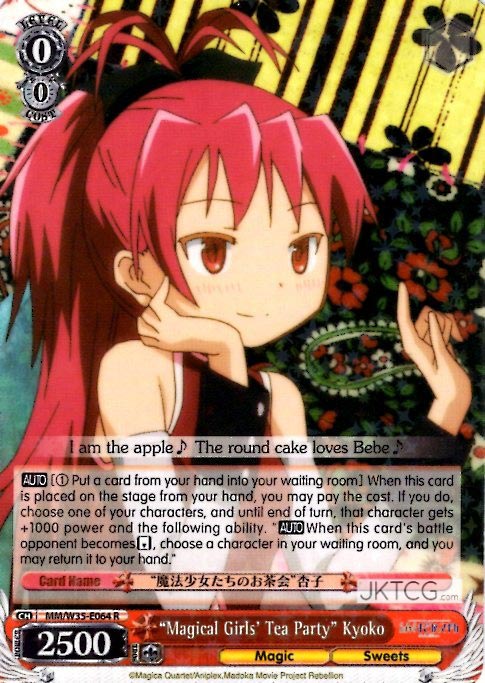 LEVEL
0
0
COST
I am the apple♪ The round cake loves Bebe♪
AUTO [① Put a card from your hand into your waiting room] When this card
is placed on the stage from your hand, you may pay the cost. If you do,
choose one of your characters, and until end of turn, that character gets
+1000 power and the following ability. "AUTO When this card's battle
opponent becomes , choose a character in your waiting room, and you
may return it to your hand."
Card Name "魔法少女たちのお茶会"杏子
JKTCG.com
CH MM/W35-E064 R
POWER 2500 "Magical Girls' Tea Party" Kyoko
Magic Sweets
©Magica Quartet/Aniplex,Madoka Movie Project Rebellion